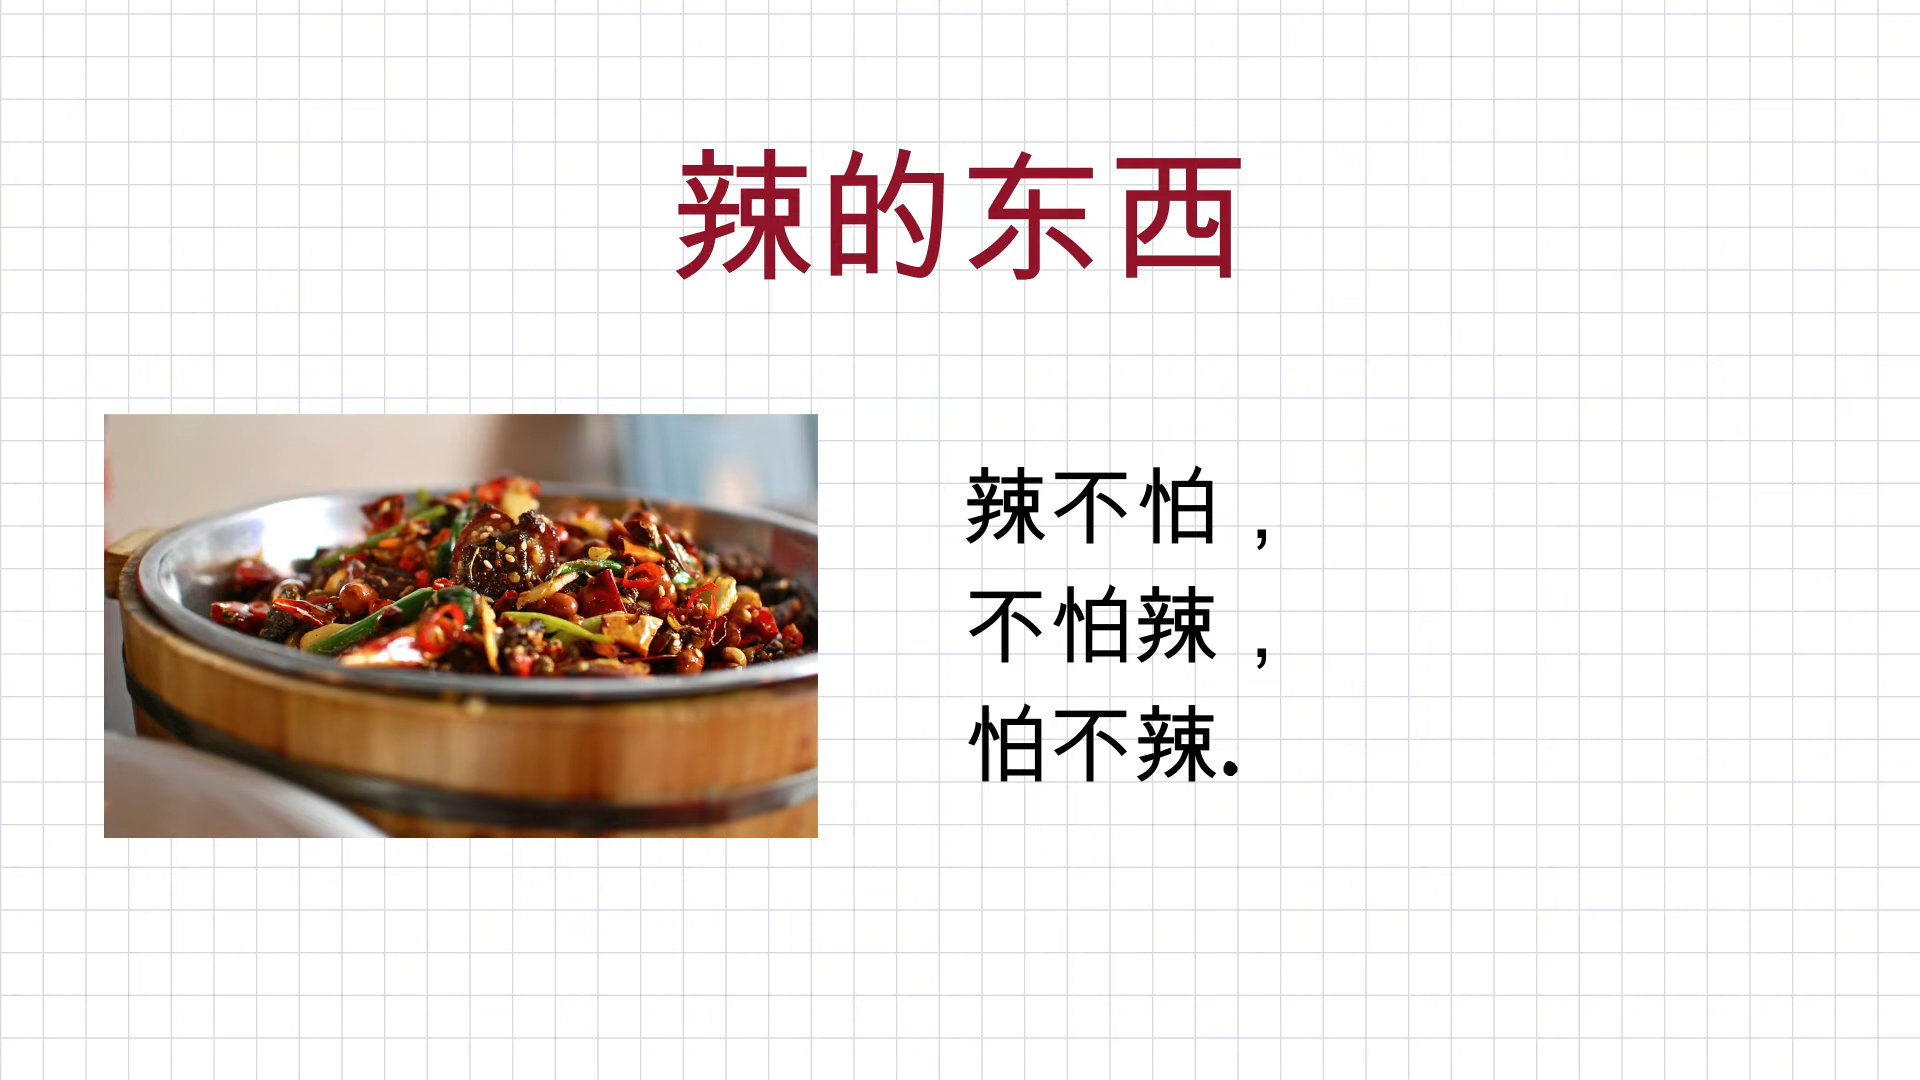 辣的东西
辣不怕，
不怕辣，
怕不辣.